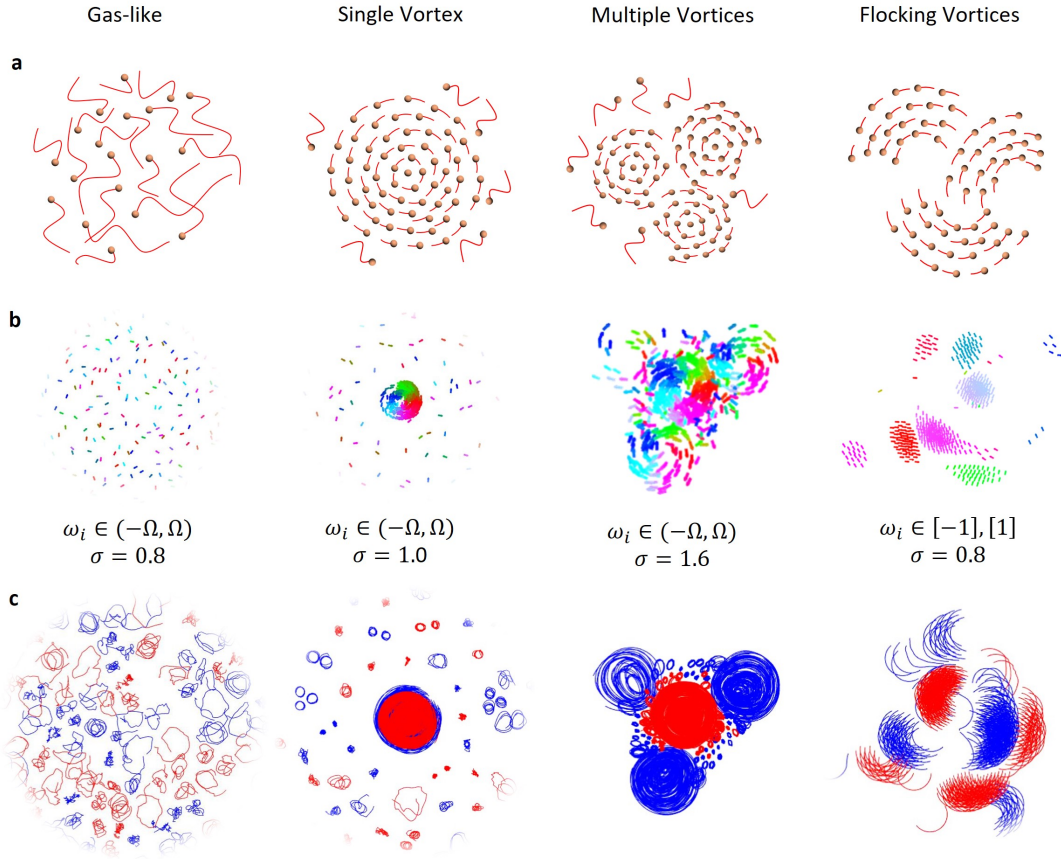 Gas-like
Single Vortex
Multiple Vortices
Flocking Vortices
a
b
ω𝑖 ∈ (−Ω, Ω)
σ = 0.8
ω𝑖 ∈ (−Ω, Ω)
σ = 1.0
ω𝑖 ∈ (−Ω, Ω)
σ = 1.6
ω𝑖 ∈ [−1], [1]
σ = 0.8
c